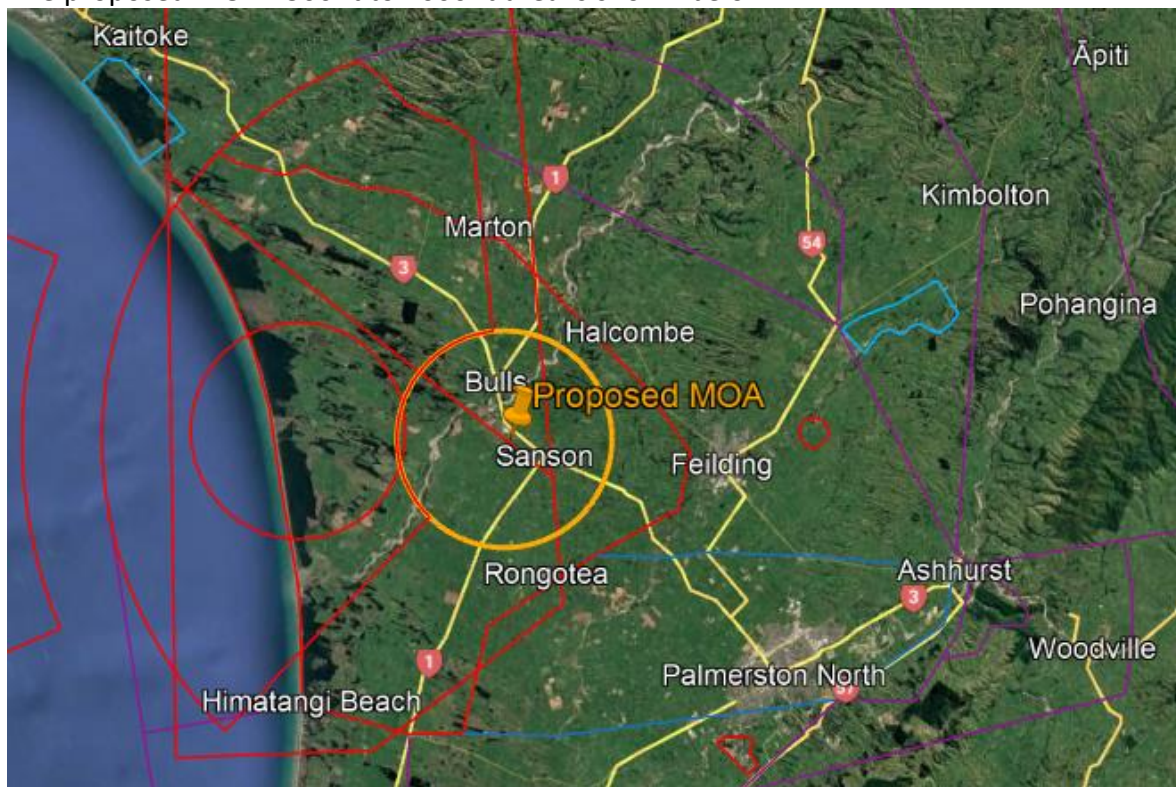 Kaitoke
Āpiti
1
Kimbolton
Marton
54
3
Pohangina
Halcombe
Bulls
Proposed MOA
Sanson
Feilding
Rongotea
Ashhurst
3
Woodville
1
Palmerston North
57
Himatangi Beach